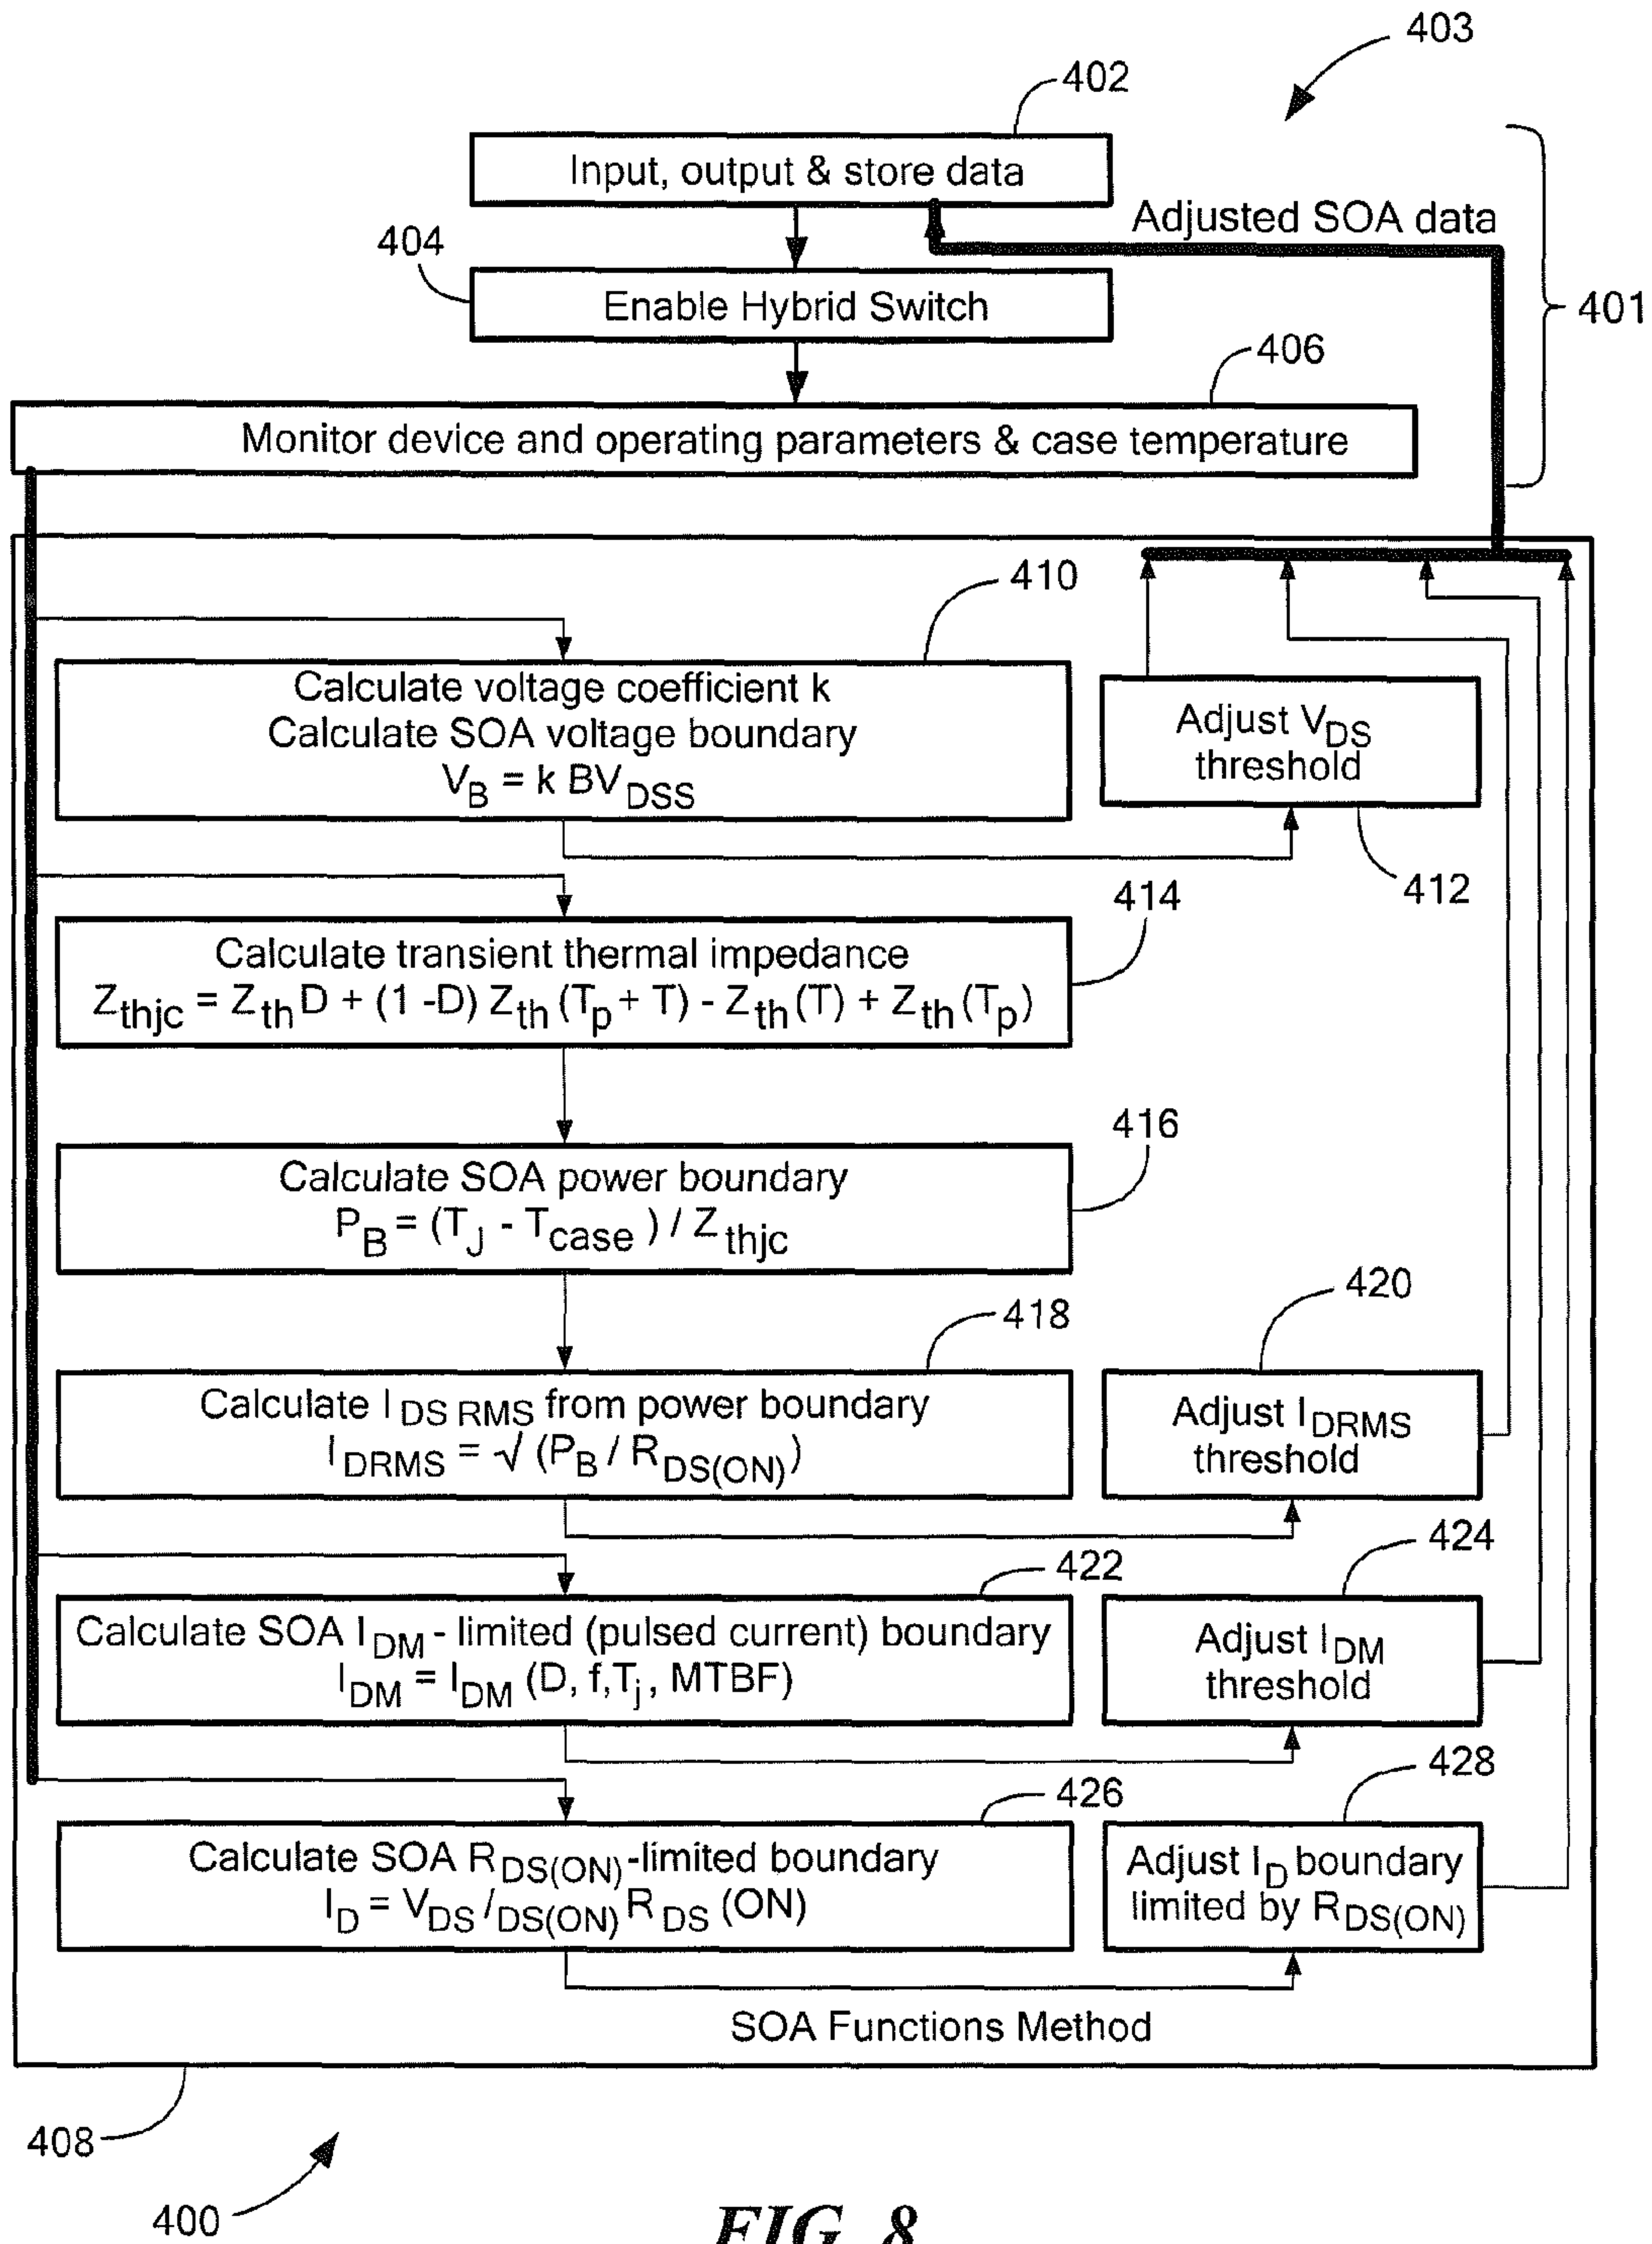 403
402
Input, output & store data
Adjusted SOA data
404
Enable Hybrid Switch
401
406
Monitor device and operating parameters & case temperature
410
Calculate voltage coefficient k
Calculate SOA voltage boundary
V_B = k BV_DSS
Adjust V_DS
threshold
412
414
Calculate transient thermal impedance
Z_thjc = Z_th D + (1 -D) Z_th (T_p + T) - Z_th (T) + Z_th (T_p)
416
Calculate SOA power boundary
P_B = (T_J - T_case ) / Z_thjc
418
Calculate I_DS RMS from power boundary
I_DRMS = √ (P_B / R_DS(ON))
420
Adjust I_DRMS
threshold
422
Calculate SOA I_DM - limited (pulsed current) boundary
I_DM = I_DM (D, f,T_j , MTBF)
424
Adjust I_DM
threshold
426
Calculate SOA R_DS(ON)-limited boundary
I_D = V_DS /_DS(ON) R_DS (ON)
428
Adjust I_D boundary
limited by R_DS(ON)
SOA Functions Method
408
400
FIG. 8